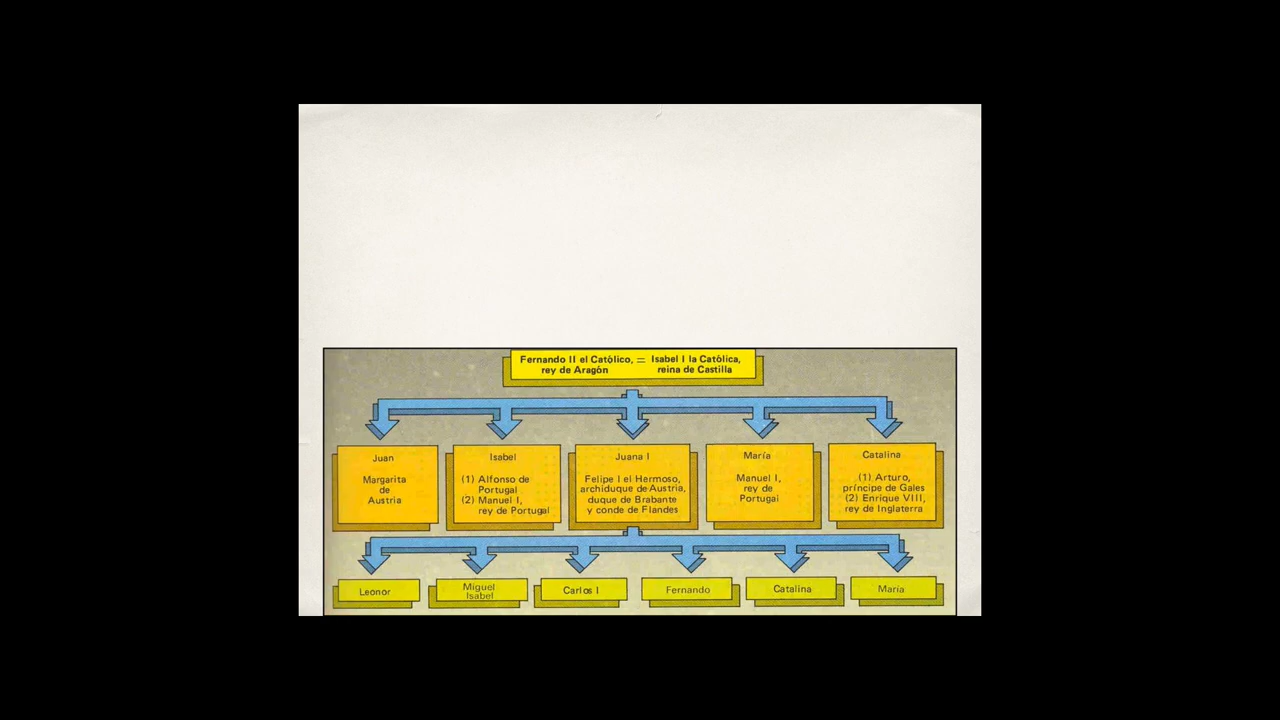 Fernando II el Católico, = Isabel I la Católica,
rey de Aragón reina de Castilla
Juan
Margarita
de
Austria
Isabel
(1) Alfonso de
Portugal
(2) Manuel I,
rey de Portugal
Juana I
Felipe I el Hermoso,
archiduque de Austria,
duque de Brabante
y conde de Flandes
María
Manuel I,
rey de
Portugal
Catalina
(1) Arturo,
príncipe de Gales
(2) Enrique VIII,
rey de Inglaterra
Leonor
Miguel
Isabel
Carlos I
Fernando
Catalina
María